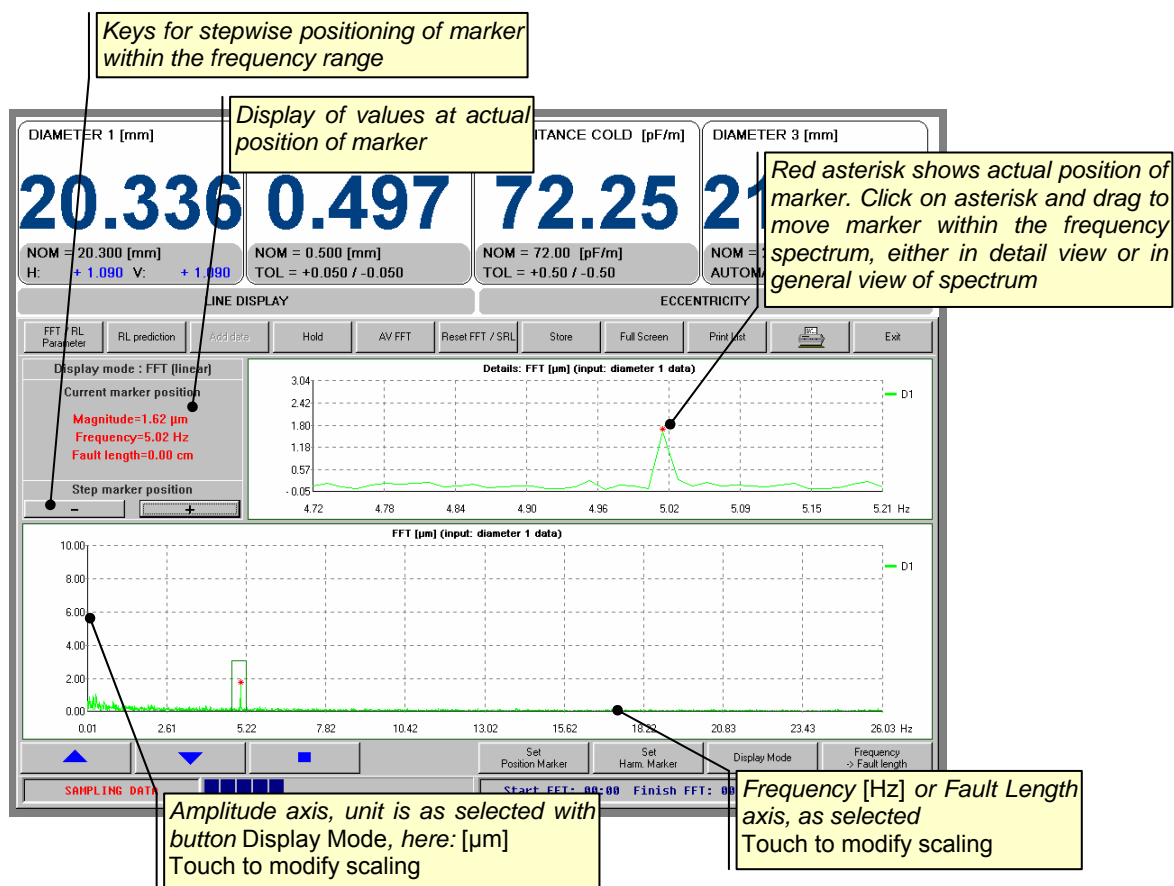 Keys for stepwise positioning of marker
within the frequency range
Display of values at actual
position of marker
Red asterisk shows actual position of
marker. Click on asterisk and drag to
move marker within the frequency
spectrum, either in detail view or in
general view of spectrum
DIAMETER 1 [mm]
20.336
NOM = 20.300 [mm]
H: + 1.090 V: + 1.090
0.497
NOM = 0.500 [mm]
TOL = +0.050 / -0.050
COLD [pF/m]
72.25
NOM = 72.00 [pF/m]
TOL = +0.50 / -0.50
DIAMETER 3 [mm]
NOM =
LINE DISPLAY
ECCENTRICITY
FFT / RL
Parameter
RL prediction
Add data
Hold
AV FFT
Reset FFT / SRL
Store
Full Screen
Print List
Exit
Display mode : FFT (linear)
Current marker position
Magnitude=1.62 µm
Frequency=5.02 Hz
Fault length=0.00 cm
Step marker position
- +
Details: FFT [µm] (input: diameter 1 data)
D1
3.04
2.42
1.80
1.18
0.57
-0.05
4.72 4.78 4.84 4.90 4.96 5.02 5.09 5.15 5.21 Hz
FFT [µm] (input: diameter 1 data)
D1
10.00
8.00
6.00
4.00
2.00
0.00
0.01 2.61 5.22 7.82 10.42 13.02 15.62 18.22 20.83 23.43 26.03 Hz
Set
Position Marker
Set
Harm. Marker
Display Mode
Frequency
-> Fault length
SAMPLING DATA
Start FFT: 00:00 Finish FFT:
Amplitude axis, unit is as selected with
button Display Mode, here: [µm]
Touch to modify scaling
Frequency [Hz] or Fault Length
axis, as selected
Touch to modify scaling